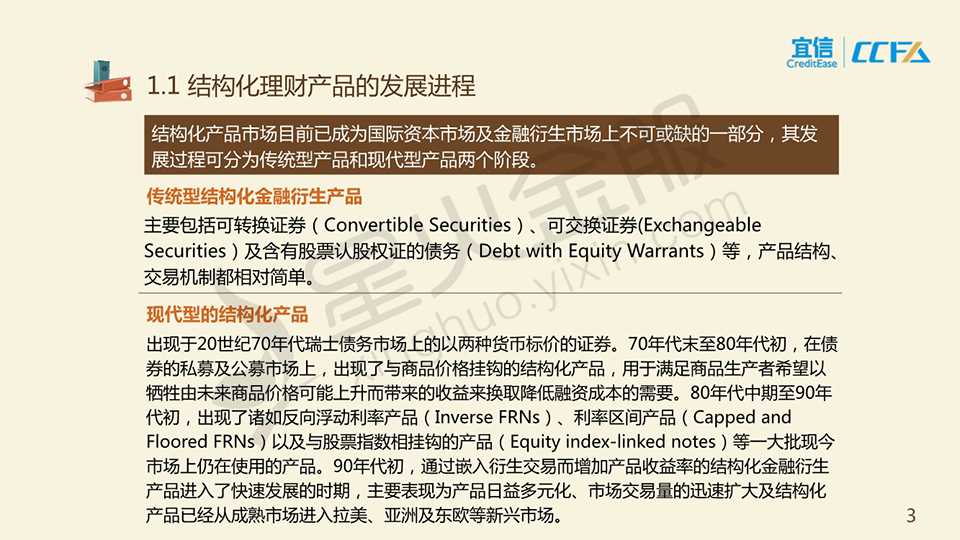 宜信
CreditEase
CCFA
1.1 结构化理财产品的发展进程
结构化产品市场目前已成为国际资本市场及金融衍生市场上不可或缺的一部分，其发
展过程可分为传统型产品和现代型产品两个阶段。
传统型结构化金融衍生产品
主要包括可转换证券（Convertible Securities）、可交换证券(Exchangeable
Securities）及含有股票认股权证的债务（Debt with Equity Warrants）等，产品结构、
交易机制都相对简单。
现代型的结构化产品
出现于20世纪70年代瑞士债务市场上的以两种货币标价的证券。70年代末至80年代初，在债
券的私募及公募市场上，出现了与商品价格挂钩的结构化产品，用于满足商品生产者希望以
牺牲由未来商品价格可能上升而带来的收益来换取降低融资成本的需要。80年代中期至90年
代初，出现了诸如反向浮动利率产品（Inverse FRNs）、利率区间产品（Capped and
Floored FRNs）以及与股票指数相挂钩的产品（Equity index-linked notes）等一大批现今
市场上仍在使用的产品。90年代初，通过嵌入衍生交易而增加产品收益率的结构化金融衍生
产品进入了快速发展的时期，主要表现为产品日益多元化、市场交易量的迅速扩大及结构化
产品已经从成熟市场进入拉美、亚洲及东欧等新兴市场。
星火金服
xinghuo.yixin.com
3